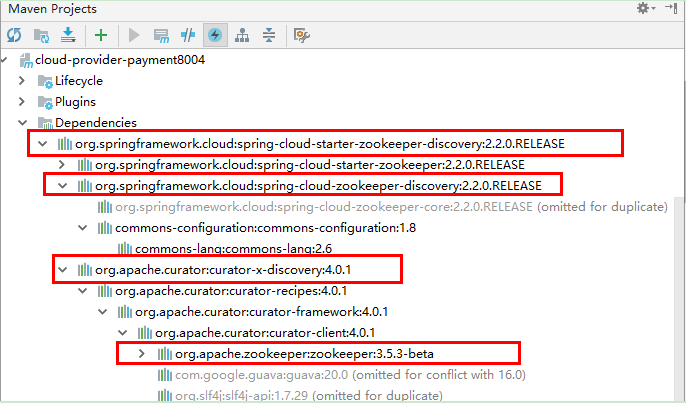 Maven Projects
cloud-provider-payment8004
Lifecycle
Plugins
Dependencies
org.springframework.cloud:spring-cloud-starter-zookeeper-discovery:2.2.0.RELEASE
org.springframework.cloud:spring-cloud-starter-zookeeper:2.2.0.RELEASE
org.springframework.cloud:spring-cloud-zookeeper-discovery:2.2.0.RELEASE
org.springframework.cloud:spring-cloud-zookeeper-core:2.2.0.RELEASE (omitted for duplicate)
commons-configuration:commons-configuration:1.8
commons-lang:commons-lang:2.6
org.apache.curator:curator-x-discovery:4.0.1
org.apache.curator:curator-recipes:4.0.1
org.apache.curator:curator-framework:4.0.1
org.apache.curator:curator-client:4.0.1
org.apache.zookeeper:zookeeper:3.5.3-beta
com.google.guava:guava:20.0 (omitted for conflict with 16.0)
org.slf4j:slf4j-api:1.7.29 (omitted for duplicate)